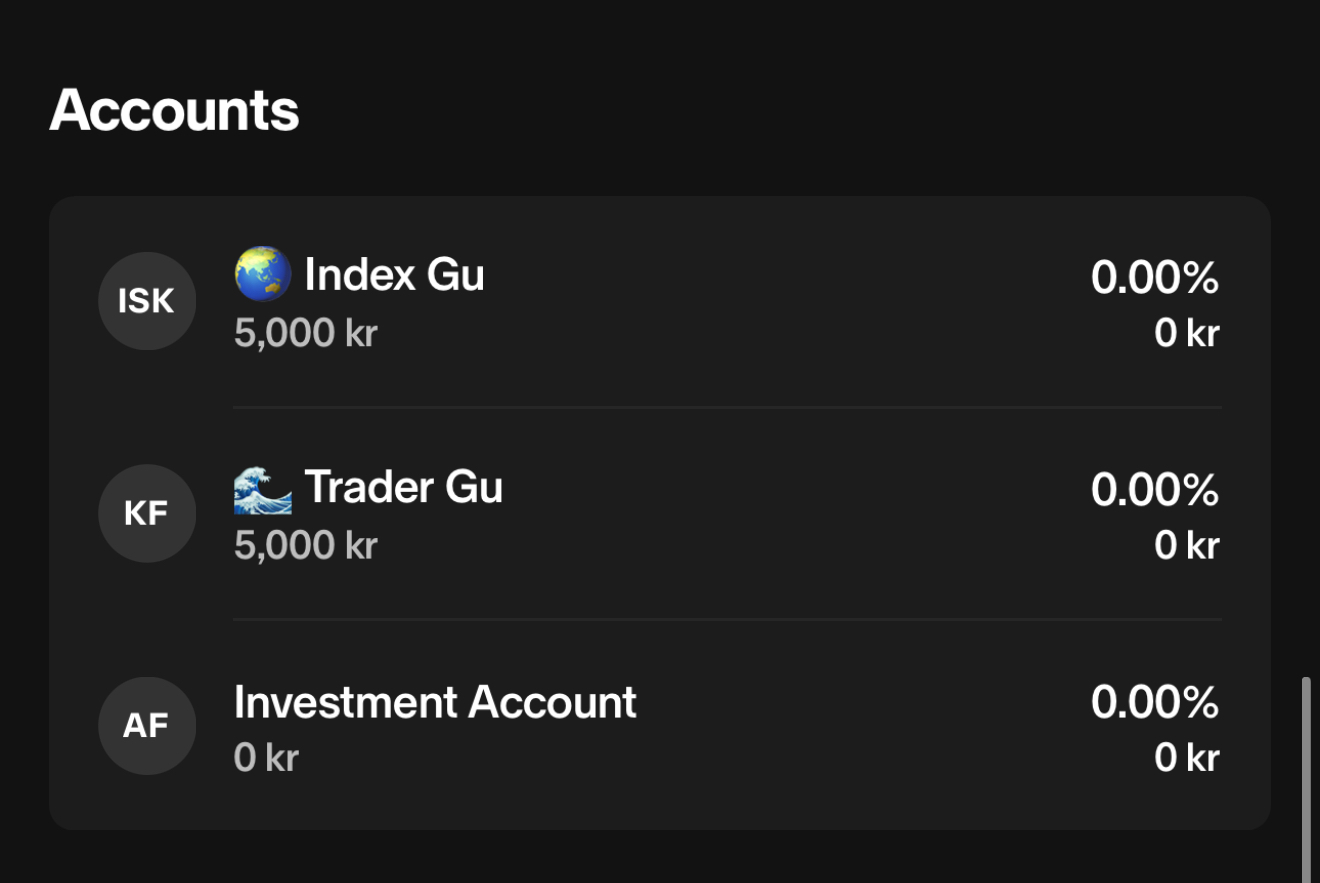 Accounts
ISK
🌏 Index Gu
0.00%
5,000 kr
0 kr
KF
🌊 Trader Gu
0.00%
5,000 kr
0 kr
AF
Investment Account
0.00%
0 kr
0 kr